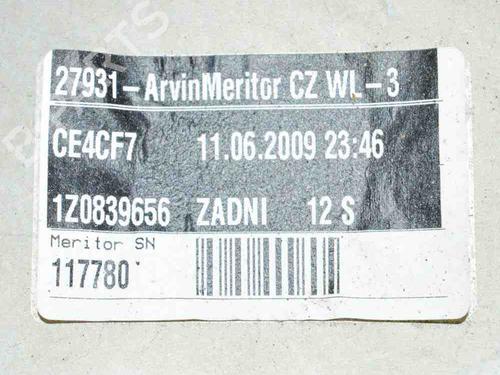 27931-ArvinMeritor CZ WL-3
CE4CF7 11.06.2009 23:46
1Z0839656 ZADNI 12 S
Meritor SN
117780